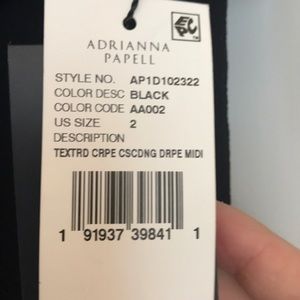 EPC
ADRIANNA
PAPELL
STYLE NO. AP1D102322
COLOR DESC BLACK
COLOR CODE AA002
US SIZE 2
DESCRIPTION
TEXTRD CRPE CSCDNG DRPE MIDI
1 91937 39841 1